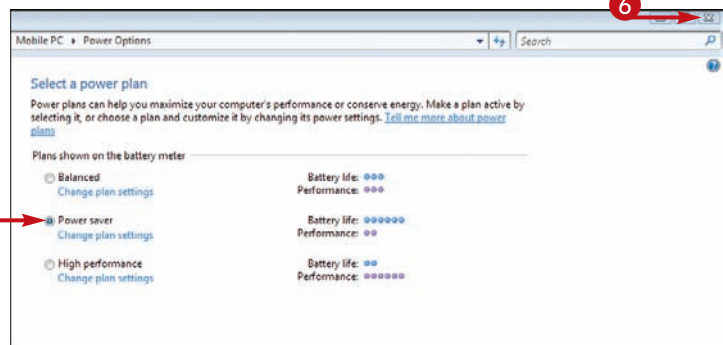 6
Mobile PC ▸ Power Options
Search
Select a power plan
Power plans can help you maximize your computer's performance or conserve energy. Make a plan active by
selecting it, or choose a plan and customize it by changing its power settings. Tell me more about power
plans
Plans shown on the battery meter
Balanced
Battery life:
Change plan settings
Performance:
Power saver
Battery life:
Change plan settings
Performance:
High performance
Battery life:
Change plan settings
Performance: